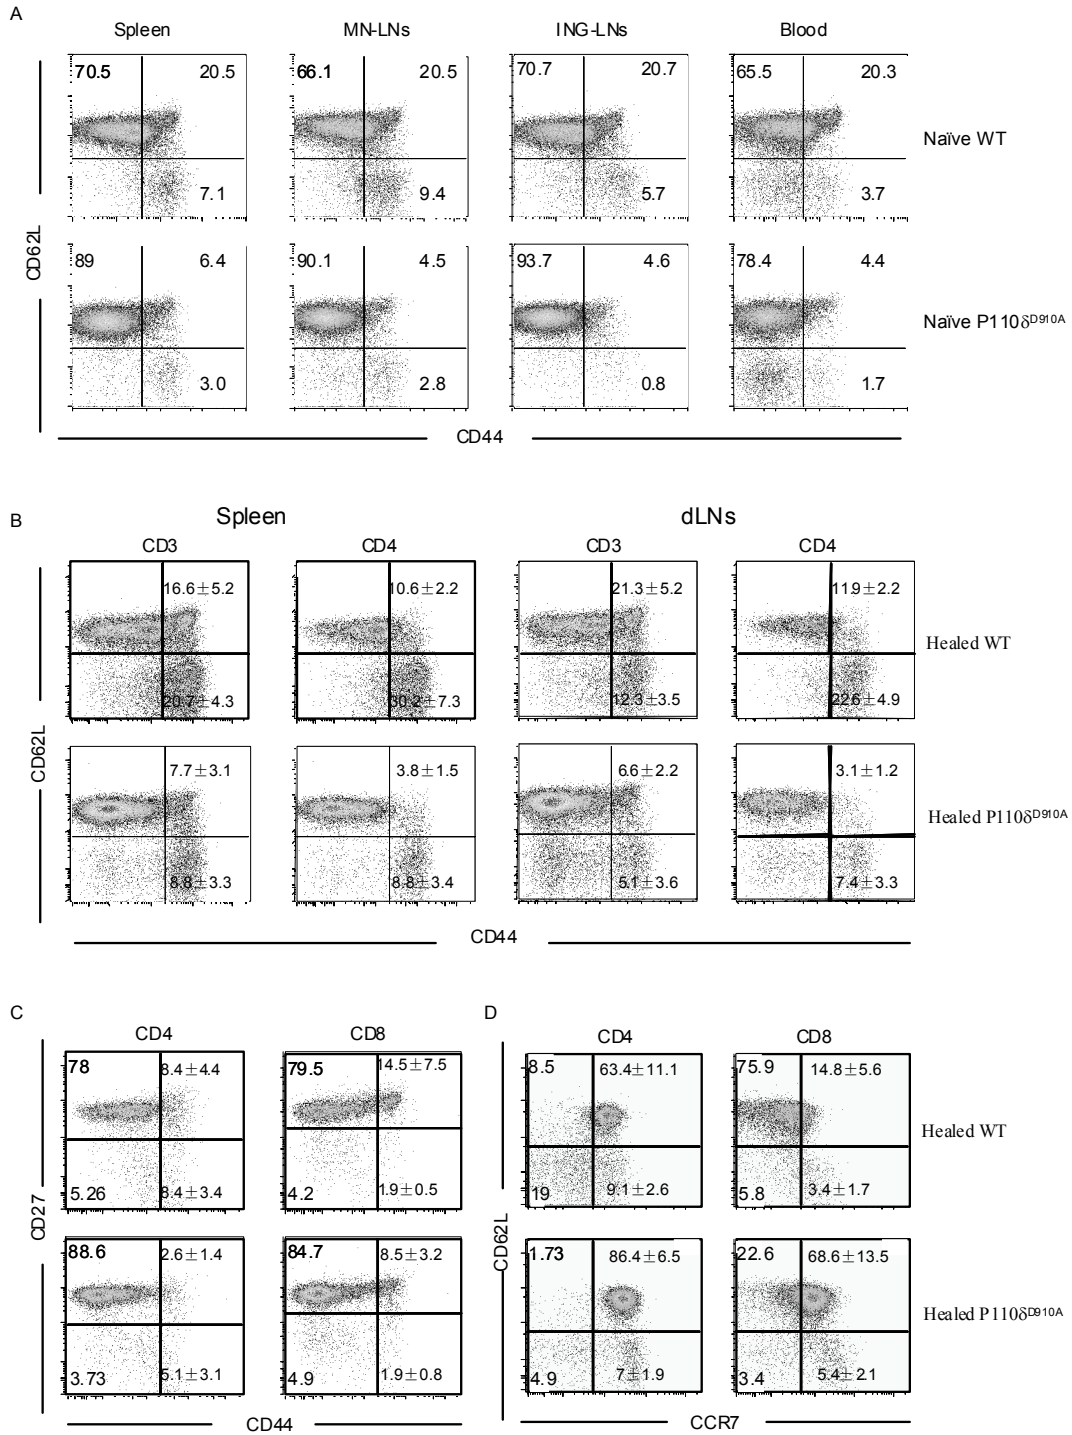 A
Spleen MN-LNs ING-LNs Blood
70.5 20.5 66.1 20.5 70.7 20.7 65.5 20.3
Naïve WT
7.1 9.4 5.7 3.7
CD62L
89 6.4 90.1 4.5 93.7 4.6 78.4 4.4
Naïve P110δD910A
3.0 2.8 0.8 1.7
CD44
B
Spleen dLNs
CD3 CD4 CD3 CD4
16.6±5.2 10.6±2.2 21.3±5.2 11.9±2.2
Healed WT
20.7±4.3 30.2±7.3 12.3±3.5 22.6±4.9
CD62L
7.7±3.1 3.8±1.5 6.6±2.2 3.1±1.2
Healed P110δD910A
8.8±3.3 8.8±3.4 5.1±3.6 7.4±3.3
CD44
C
CD4 CD8
78 8.4±4.4 79.5 14.5±7.5
5.26 8.4±3.4 4.2 1.9±0.5
CD27
88.6 2.6±1.4 84.7 8.5±3.2
3.73 5.1±3.1 4.9 1.9±0.8
CD44
D
CD4 CD8
8.5 63.4±11.1 75.9 14.8±5.6
Healed WT
19 9.1±2.6 5.8 3.4±1.7
CD62L
1.73 86.4±6.5 22.6 68.6±13.5
Healed P110δD910A
4.9 7±1.9 3.4 5.4±2.1
CCR7